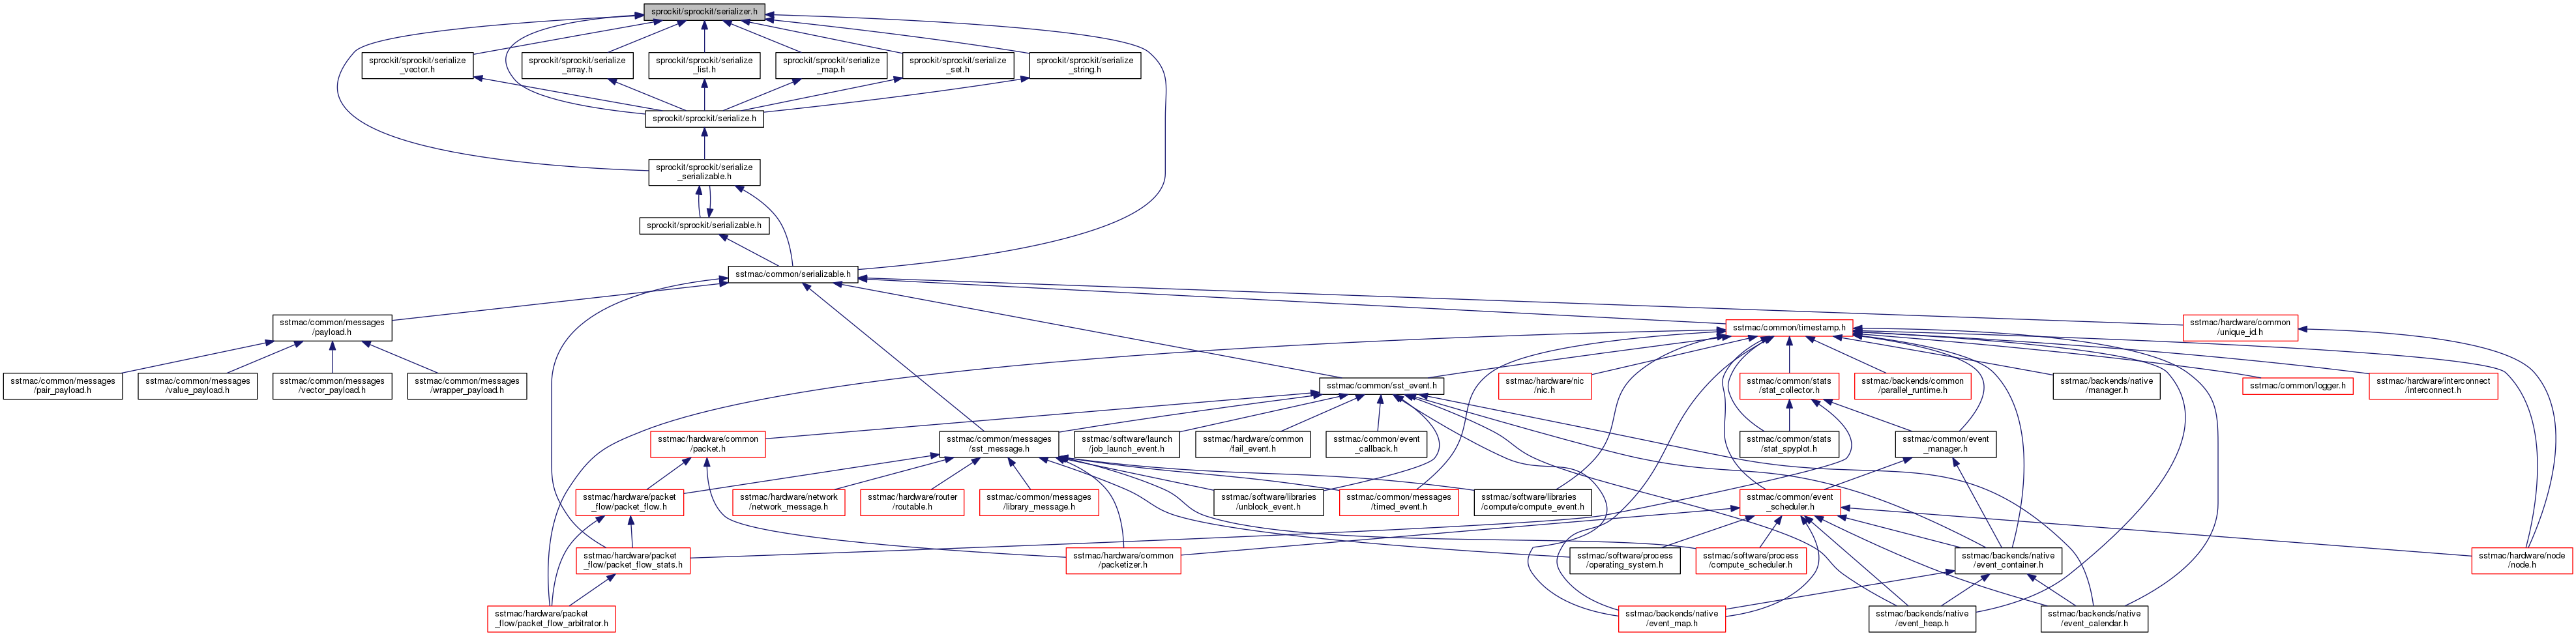 sprockit/sprockit/serializer.h
sprockit/sprockit/serialize
_vector.h
sprockit/sprockit/serialize
_array.h
sprockit/sprockit/serialize
_list.h
sprockit/sprockit/serialize
_map.h
sprockit/sprockit/serialize
_set.h
sprockit/sprockit/serialize
_string.h
sprockit/sprockit/serialize.h
sprockit/sprockit/serialize
_serializable.h
sprockit/sprockit/serializable.h
sstmac/common/serializable.h
sstmac/common/messages
/payload.h
sstmac/common/timestamp.h
sstmac/hardware/common
/unique_id.h
sstmac/common/messages
/pair_payload.h
sstmac/common/messages
/value_payload.h
sstmac/common/messages
/vector_payload.h
sstmac/common/messages
/wrapper_payload.h
sstmac/common/sst_event.h
sstmac/hardware/nic
/nic.h
sstmac/common/stats
/stat_collector.h
sstmac/backends/common
/parallel_runtime.h
sstmac/backends/native
/manager.h
sstmac/common/logger.h
sstmac/hardware/interconnect
/interconnect.h
sstmac/hardware/common
/packet.h
sstmac/common/messages
/sst_message.h
sstmac/software/launch
/job_launch_event.h
sstmac/hardware/common
/fail_event.h
sstmac/common/event
_callback.h
sstmac/common/stats
/stat_spyplot.h
sstmac/common/event
_manager.h
sstmac/hardware/packet
_flow/packet_flow.h
sstmac/hardware/network
/network_message.h
sstmac/hardware/router
/routable.h
sstmac/common/messages
/library_message.h
sstmac/software/libraries
/unblock_event.h
sstmac/common/messages
/timed_event.h
sstmac/software/libraries
/compute/compute_event.h
sstmac/common/event
_scheduler.h
sstmac/hardware/packet
_flow/packet_flow_stats.h
sstmac/hardware/common
/packetizer.h
sstmac/software/process
/operating_system.h
sstmac/software/process
/compute_scheduler.h
sstmac/backends/native
/event_container.h
sstmac/hardware/node
/node.h
sstmac/hardware/packet
_flow/packet_flow_arbitrator.h
sstmac/backends/native
/event_map.h
sstmac/backends/native
/event_heap.h
sstmac/backends/native
/event_calendar.h